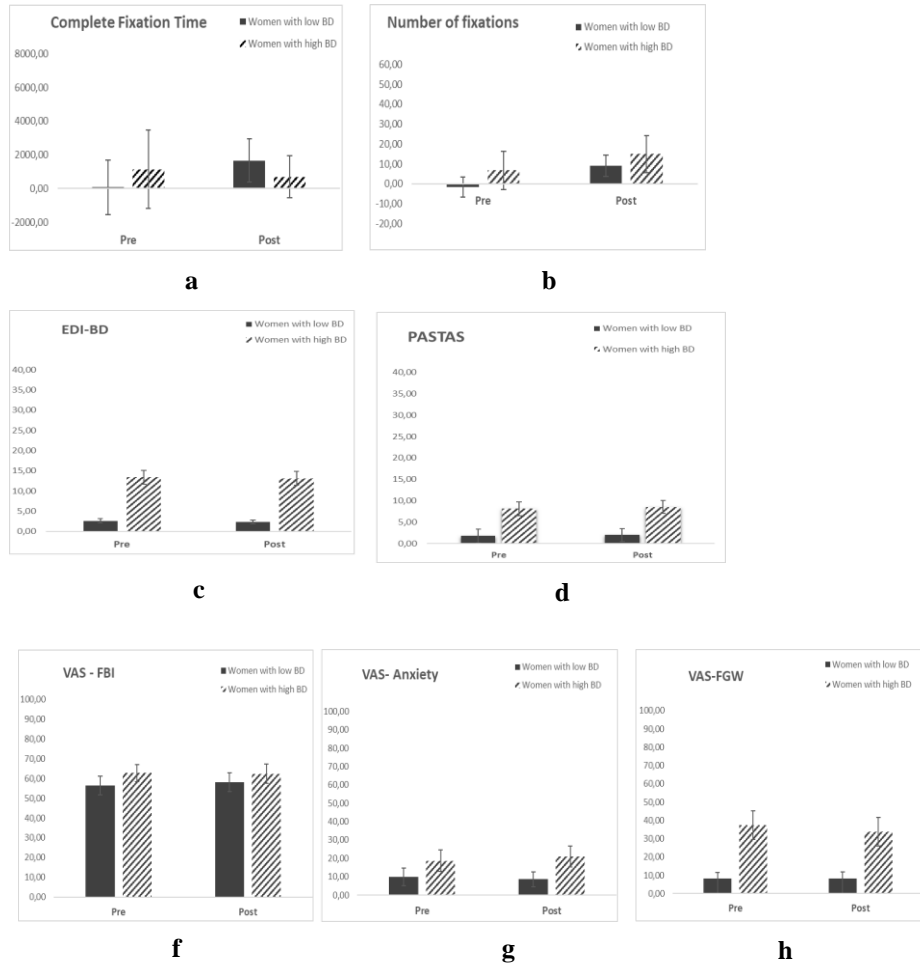 Complete Fixation Time
Women with low BD
Women with high BD
8000,00
6000,00
4000,00
2000,00
0,00
-2000,00
Pre
Post
a
Number of fixations
Women with low BD
Women with high BD
60,00
50,00
40,00
30,00
20,00
10,00
0,00
-10,00
-20,00
Pre
Post
b
EDI-BD
Women with low BD
Women with high BD
40,00
35,00
30,00
25,00
20,00
15,00
10,00
5,00
0,00
Pre
Post
c
PASTAS
Women with low BD
Women with high BD
40,00
35,00
30,00
25,00
20,00
15,00
10,00
5,00
0,00
Pre
Post
d
VAS - FBI
Women with low BD
Women with high BD
100,00
90,00
80,00
70,00
60,00
50,00
40,00
30,00
20,00
10,00
0,00
Pre
Post
f
VAS- Anxiety
Women with low BD
Women with high BD
100,00
90,00
80,00
70,00
60,00
50,00
40,00
30,00
20,00
10,00
0,00
Pre
Post
g
VAS-FGW
Women with low BD
Women with high BD
100,00
90,00
80,00
70,00
60,00
50,00
40,00
30,00
20,00
10,00
0,00
Pre
Post
h